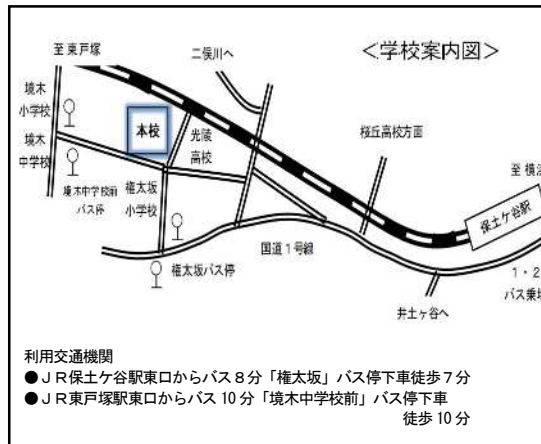 ＜学校案内図＞
至 東戸塚
二俣川へ
境木
小学校
本校
光陵
高校
桜丘高校方面
境木
中学校
至 横浜
境木中学校前
バス停
権太坂
小学校
保土ケ谷駅
国道１号線
権太坂バス停
１・２
バス乗場
井土ヶ谷へ
利用交通機関
●ＪＲ保土ケ谷駅東口からバス８分「権太坂」バス停下車徒歩７分
●ＪＲ東戸塚駅東口からバス 10 分「境木中学校前」バス停下車
徒歩 10 分